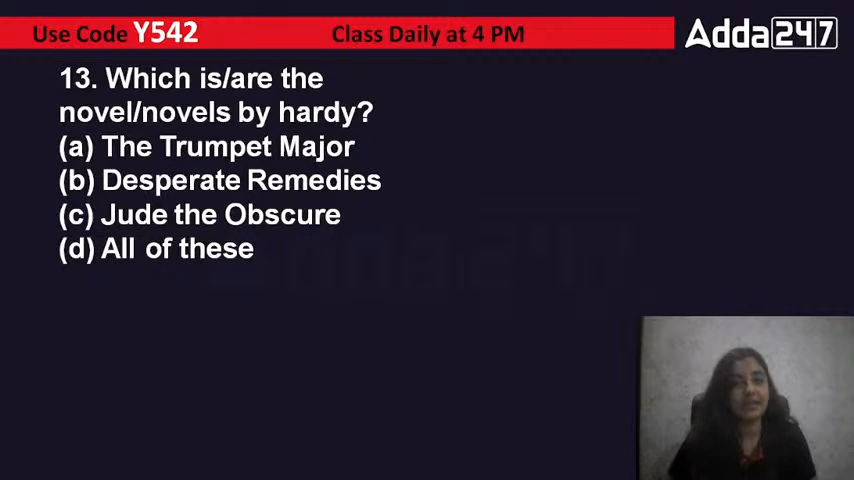 Use Code Y542 Class Daily at 4 PM Adda247
13. Which is/are the
novel/novels by hardy?
(a) The Trumpet Major
(b) Desperate Remedies
(c) Jude the Obscure
(d) All of these